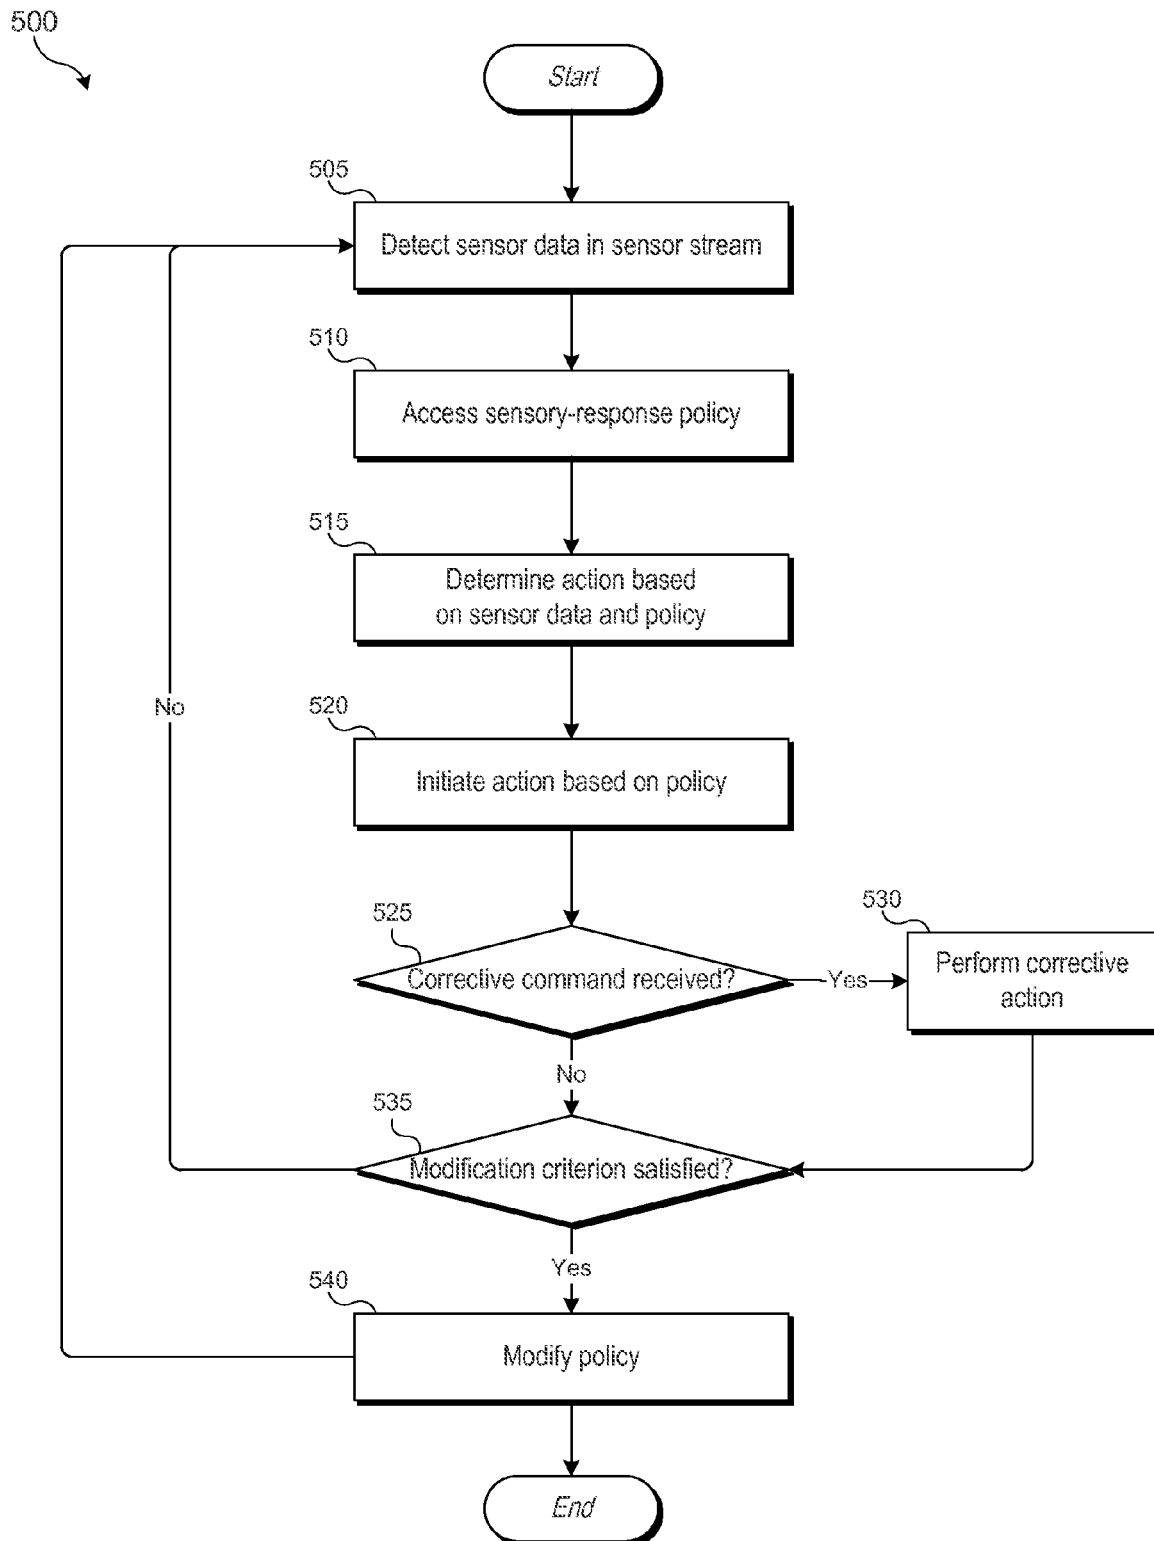 500
Start
505
Detect sensor data in sensor stream
510
Access sensory-response policy
515
Determine action based
on sensor data and policy
No
520
Initiate action based on policy
525
Corrective command received?
Yes
530
Perform corrective
action
No
535
Modification criterion satisfied?
Yes
540
Modify policy
End